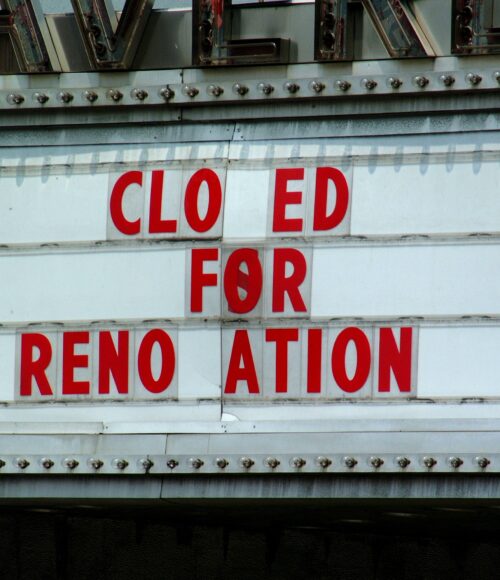 CLO ED
FOR
RENO ATION